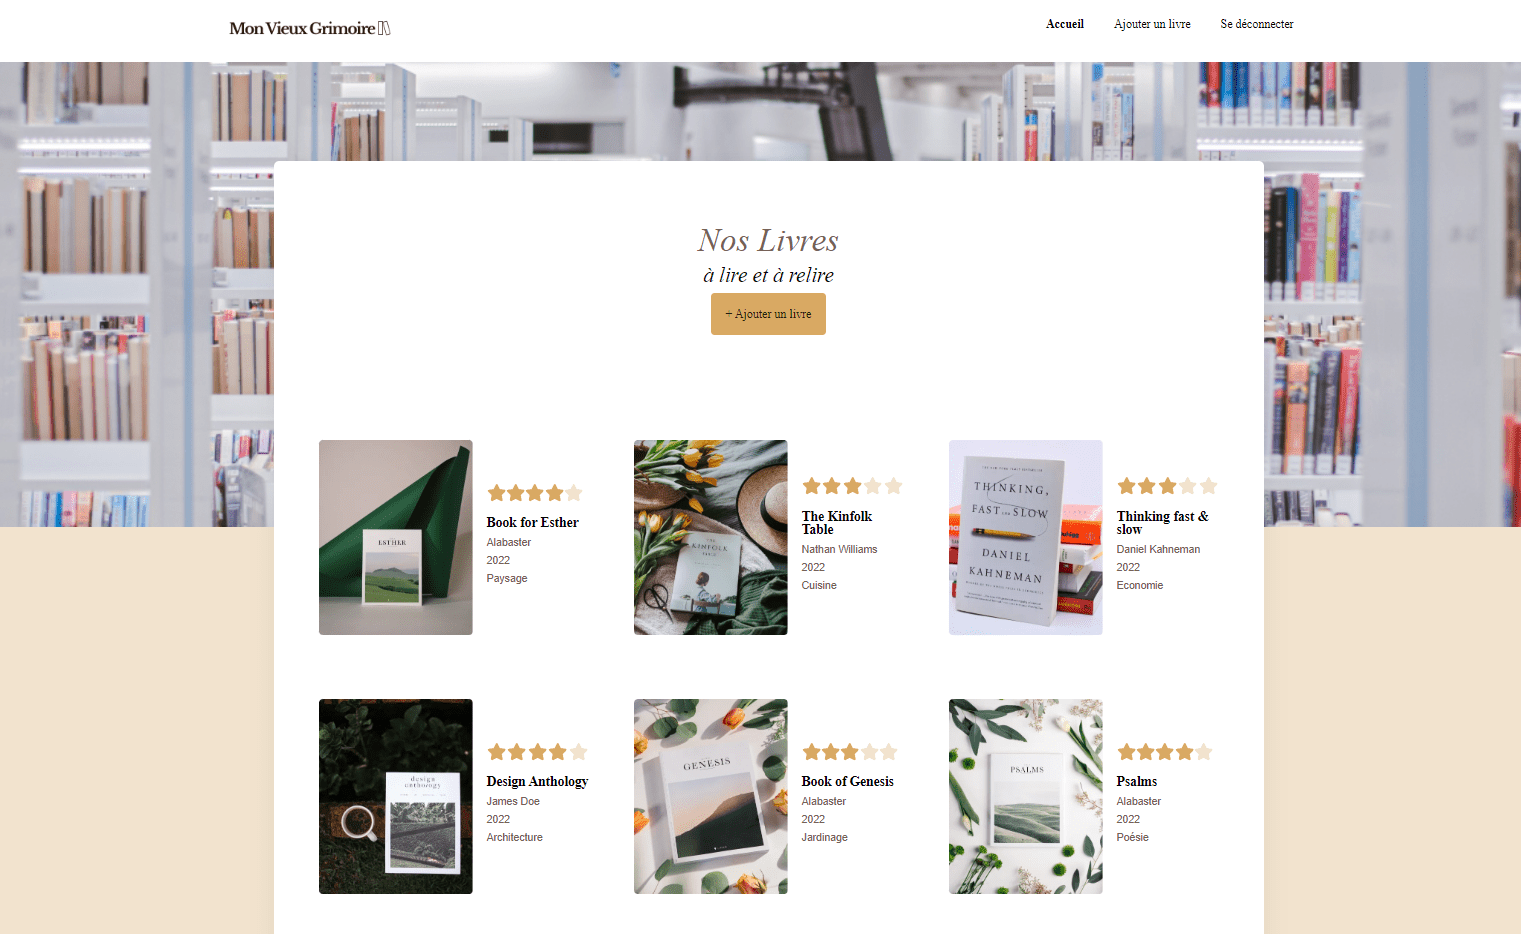 Mon Vieux Grimoire
Accueil
Ajouter un livre
Se déconnecter
Nos Livres
à lire et à relire
+ Ajouter un livre
ESTHER
Book for Esther
Alabaster
2022
Paysage
THE
KINFOLK
TABLE
The Kinfolk
Table
Nathan Williams
2022
Cuisine
THINKING,
FAST AND SLOW
DANIEL
KAHNEMAN
Thinking fast &
slow
Daniel Kahneman
2022
Economie
design
anthology
Design Anthology
James Doe
2022
Architecture
GENESIS
Book of Genesis
Alabaster
2022
Jardinage
PSALMS
Psalms
Alabaster
2022
Poésie